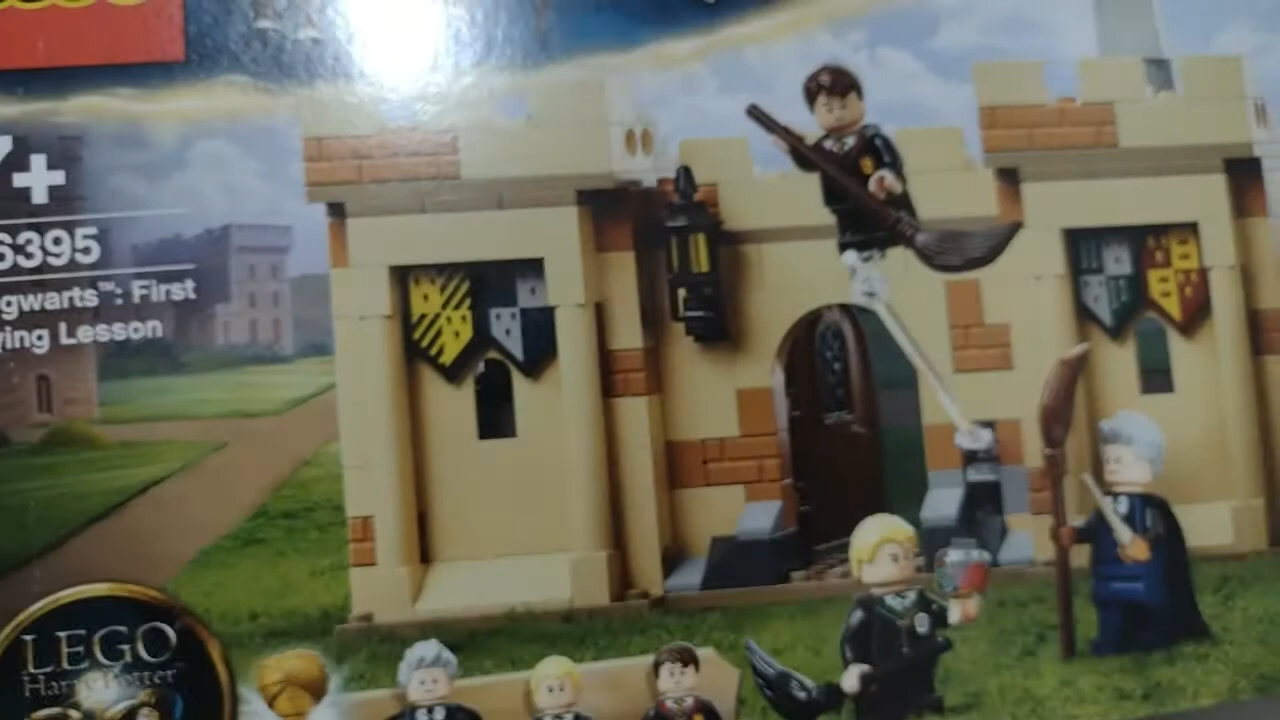 7+
6395
gwarts™: First
ying Lesson
LEGO
Harry Potter